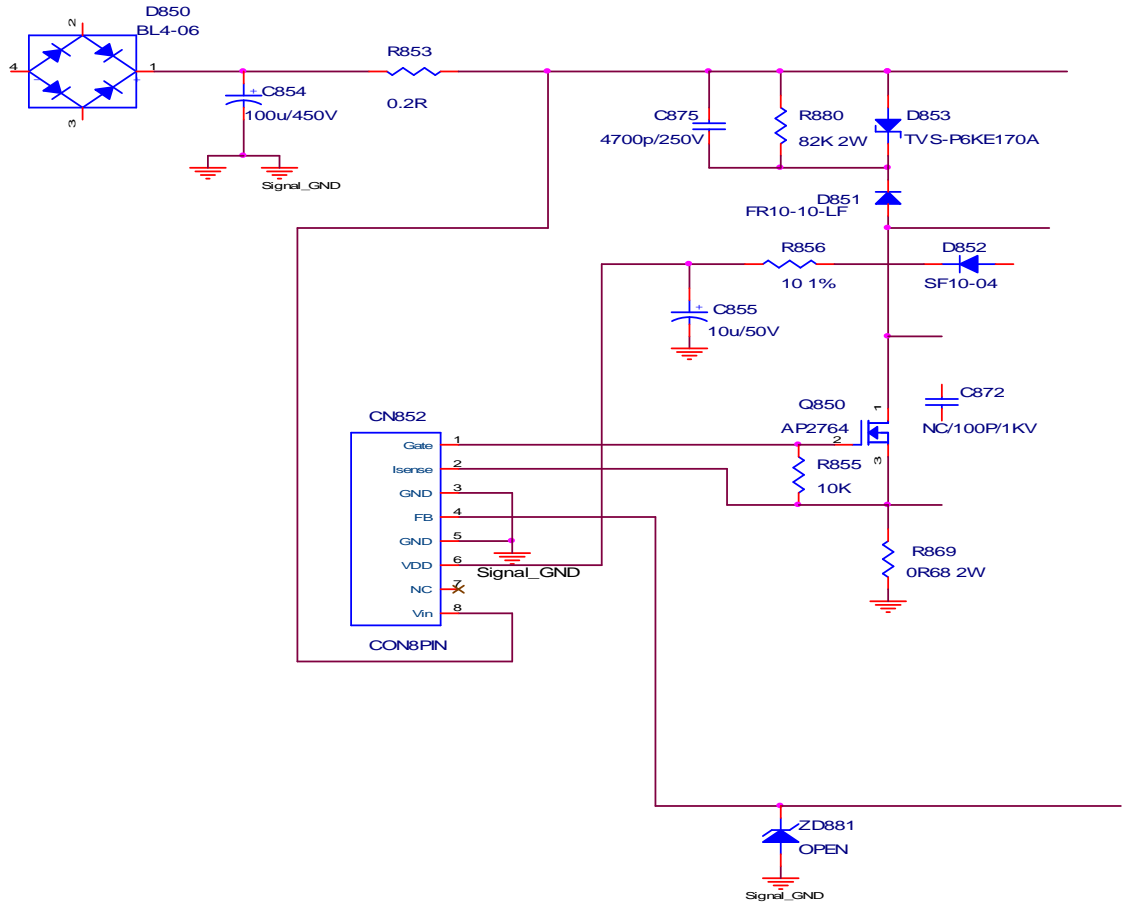 D850
BL4-06
2
4
1
3
- +
R853
0.2R
+
C854
100u/450V
Signal_GND
C875
4700p/250V
R880
82K 2W
D853
TVS-P6KE170A
D851
FR10-10-LF
R856
10 1%
D852
SF10-04
+
C855
10u/50V
C872
NC/100P/1KV
Q850
AP2764
1
2
3
R855
10K
CN852
Gate 1
Isense 2
GND 3
FB 4
GND 5
VDD 6
NC 7
Vin 8
CON8PIN
Signal_GND
R869
0R68 2W
ZD881
OPEN
Signal_GND